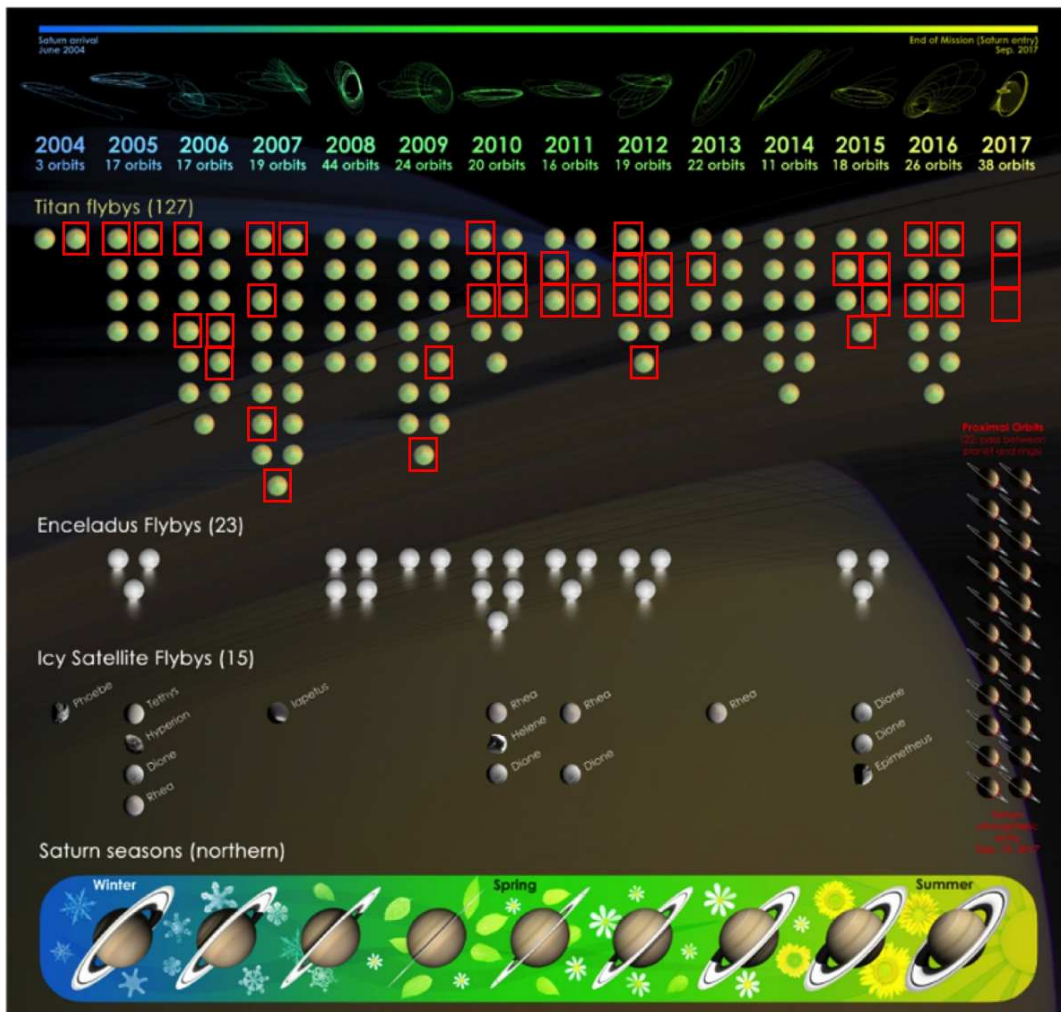 Saturn arrival
June 2004
End of Mission (Saturn entry)
Sep. 2017
2004 2005 2006 2007 2008 2009 2010 2011 2012 2013 2014 2015 2016 2017
3 orbits 17 orbits 17 orbits 19 orbits 44 orbits 24 orbits 20 orbits 16 orbits 19 orbits 22 orbits 11 orbits 18 orbits 26 orbits 38 orbits
Titan flybys (127)
Proximal Orbits
planet and rings
Enceladus Flybys (23)
Icy Satellite Flybys (15)
Phoebe
Tethys
Hyperion
Dione
Rhea
Iapetus
Rhea
Helene
Dione
Rhea
Dione
Rhea
Dione
Dione
Epimetheus
Saturn seasons (northern)
Winter Spring Summer